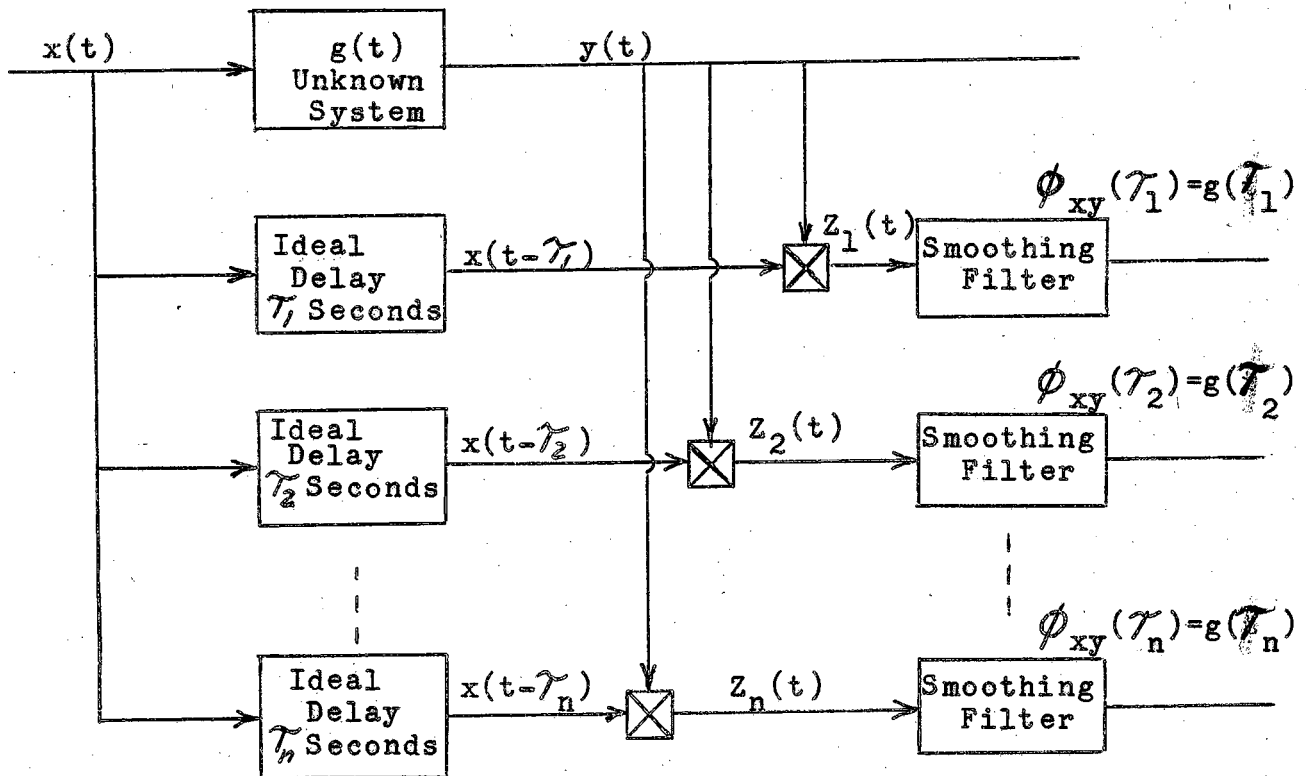 x(t)
g(t)
Unknown
System
y(t)
ϕxy(τ1)=g(τ1)
Ideal
Delay
τ1 Seconds
x(t-τ1)
Z1(t)
Smoothing
Filter
ϕxy(τ2)=g(τ2)
Ideal
Delay
τ2 Seconds
x(t-τ2)
Z2(t)
Smoothing
Filter
ϕxy(τn)=g(τn)
Ideal
Delay
τn Seconds
x(t-τn)
Zn(t)
Smoothing
Filter